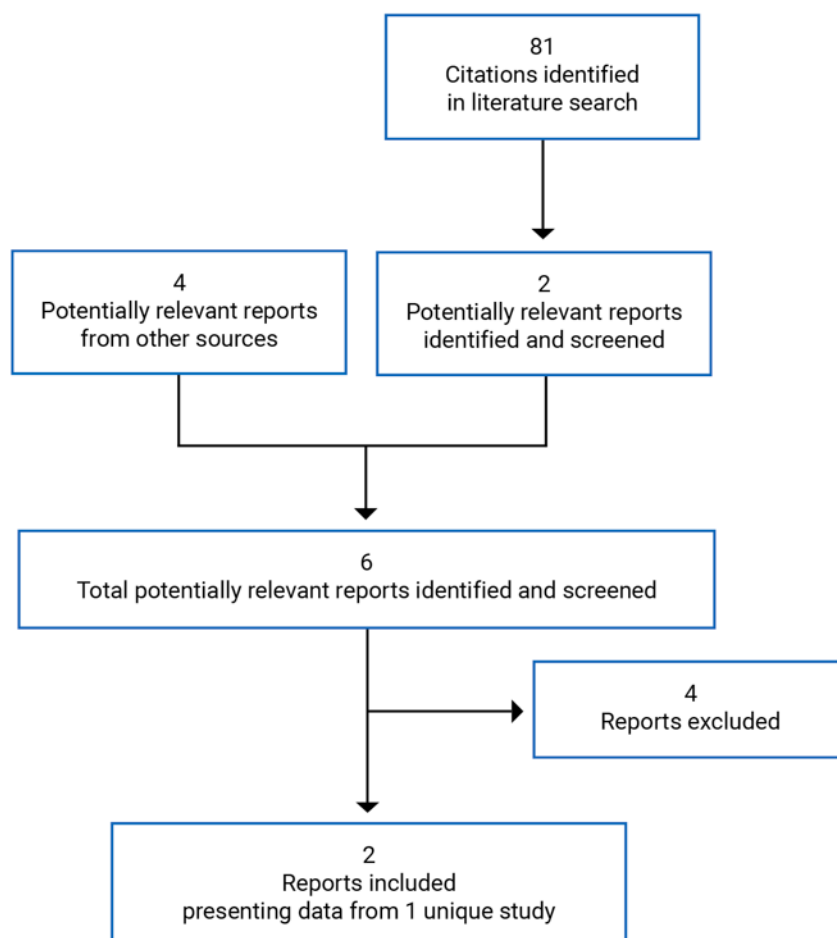 81
Citations identified
in literature search
4
Potentially relevant reports
from other sources
2
Potentially relevant reports
identified and screened
6
Total potentially relevant reports identified and screened
4
Reports excluded
2
Reports included
presenting data from 1 unique study